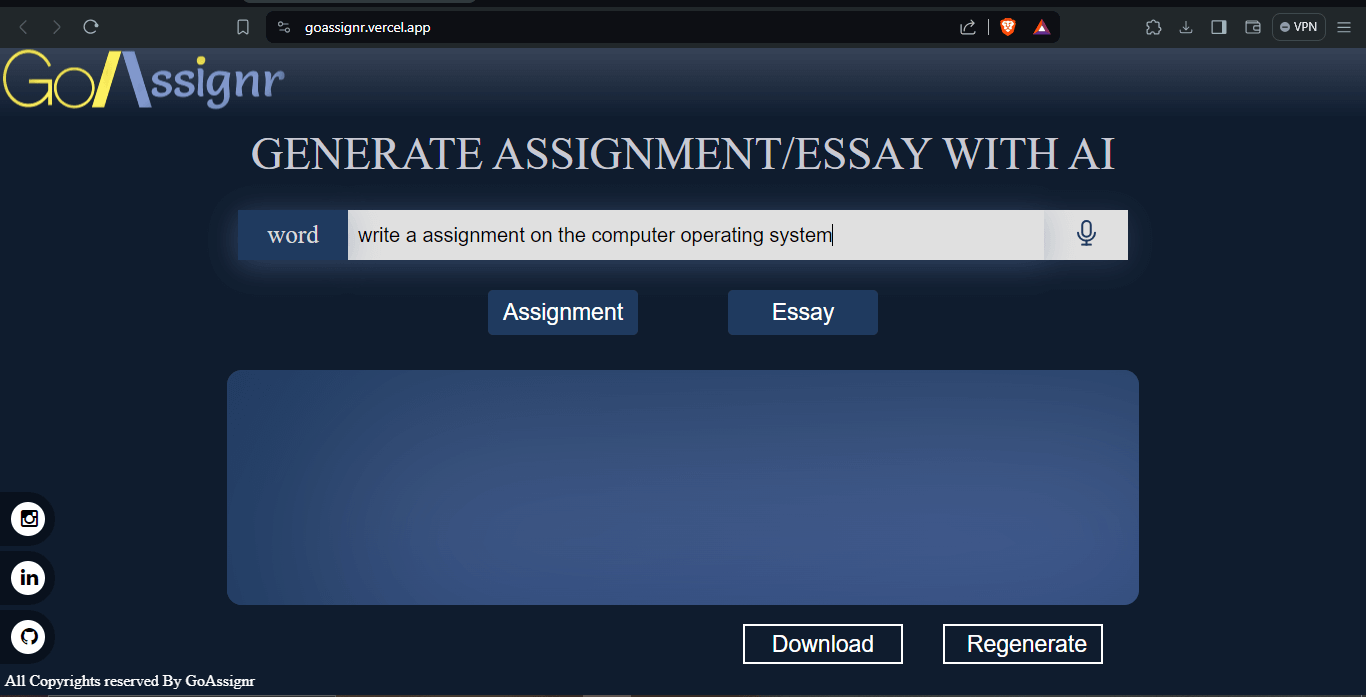 goassignr.vercel.app
VPN
GoAssignr
GENERATE ASSIGNMENT/ESSAY WITH AI
word write a assignment on the computer operating system
Assignment Essay
in
Download Regenerate
All Copyrights reserved By GoAssignr